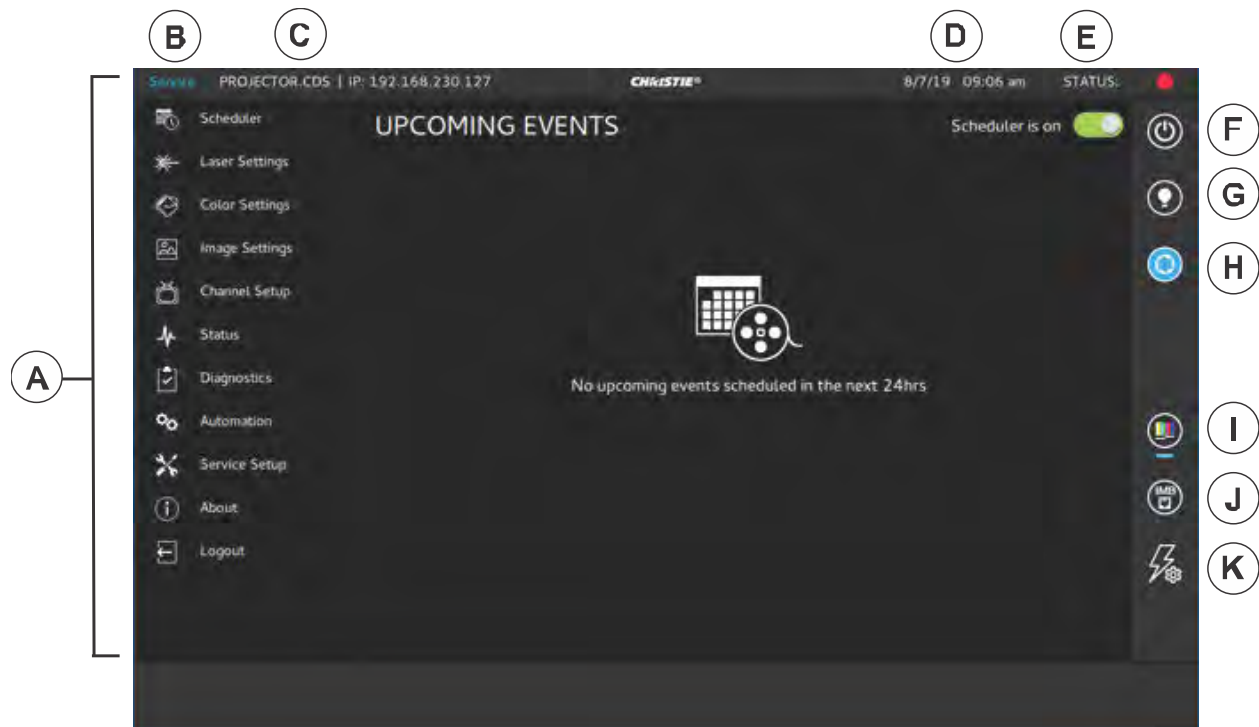 B C D E
Service PROJECTOR.CDS | IP: 192.168.230.127 CHRISTIE® 8/7/19 09:06 am STATUS:
Scheduler
UPCOMING EVENTS
Scheduler is on
F
Laser Settings
G
Color Settings
Image Settings
H
Channel Setup
Status
A
Diagnostics
No upcoming events scheduled in the next 24hrs
Automation
I
Service Setup
IMB
J
About
Logout
K